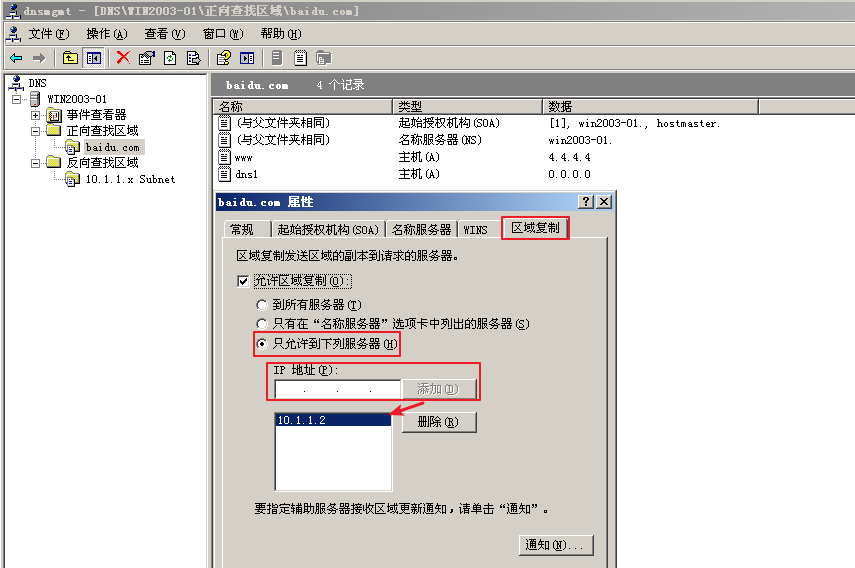 dnsmgmt - [DNS\WIN2003-01\正向查找区域\baidu.com]
文件(F) 操作(A) 查看(V) 窗口(W) 帮助(H)
DNS
WIN2003-01
事件查看器
正向查找区域
baidu.com
反向查找区域
10.1.1.x Subnet
baidu.com 4 个记录
名称 类型 数据
(与父文件夹相同) 起始授权机构(SOA) [1], win2003-01., hostmaster.
(与父文件夹相同) 名称服务器(NS) win2003-01.
www 主机(A) 4.4.4.4
dns1 主机(A) 0.0.0.0
baidu.com 属性
常规 起始授权机构(SOA) 名称服务器 WINS 区域复制
区域复制发送区域的副本到请求的服务器。
允许区域复制(O):
到所有服务器(T)
只有在“名称服务器”选项卡中列出的服务器(S)
只允许到下列服务器(H)
IP 地址(P):
. . . 添加(D)
10.1.1.2 删除(R)
要指定辅助服务器接收区域更新通知,请单击“通知”。
通知(N)...